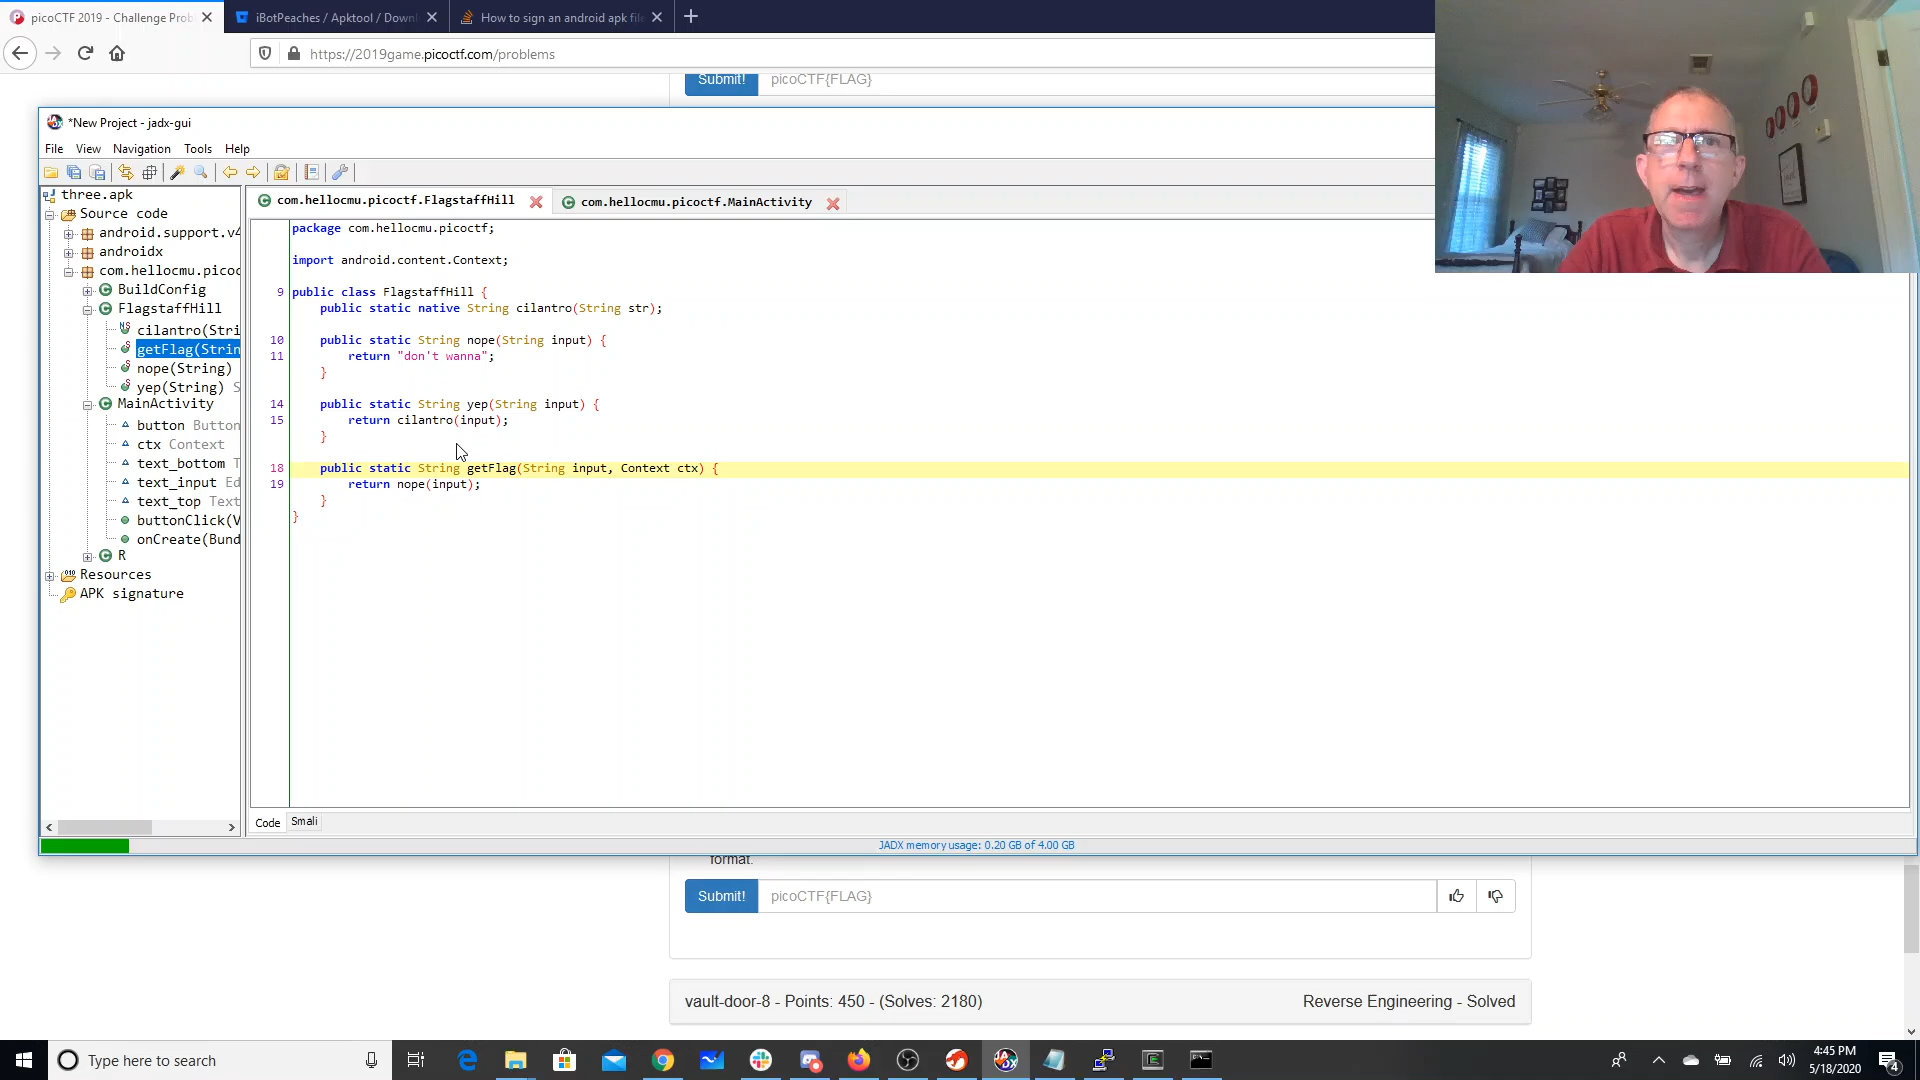 picoCTF 2019 - Challenge Prob
iBotPeaches / Apktool / Down
How to sign an android apk file
https://2019game.picoctf.com/problems
Submit!
picoCTF{FLAG}
*New Project - jadx-gui
File View Navigation Tools Help
three.apk
Source code
android.support.v4
androidx
com.hellocmu.picoc
BuildConfig
FlagstaffHill
cilantro(Stri
getFlag(Strin
nope(String)
yep(String) S
MainActivity
button Button
ctx Context
text_bottom T
text_input Ed
text_top Text
buttonClick(V
onCreate(Bund
R
Resources
APK signature
com.hellocmu.picoctf.FlagstaffHill
com.hellocmu.picoctf.MainActivity
package com.hellocmu.picoctf;
import android.content.Context;
9 public class FlagstaffHill {
public static native String cilantro(String str);
10 public static String nope(String input) {
11 return "don't wanna";
}
14 public static String yep(String input) {
15 return cilantro(input);
}
18 public static String getFlag(String input, Context ctx) {
19 return nope(input);
}
}
Code Smali
JADX memory usage: 0.20 GB of 4.00 GB
format.
Submit!
picoCTF{FLAG}
vault-door-8 - Points: 450 - (Solves: 2180)
Reverse Engineering - Solved
Type here to search
4:45 PM
5/18/2020
4